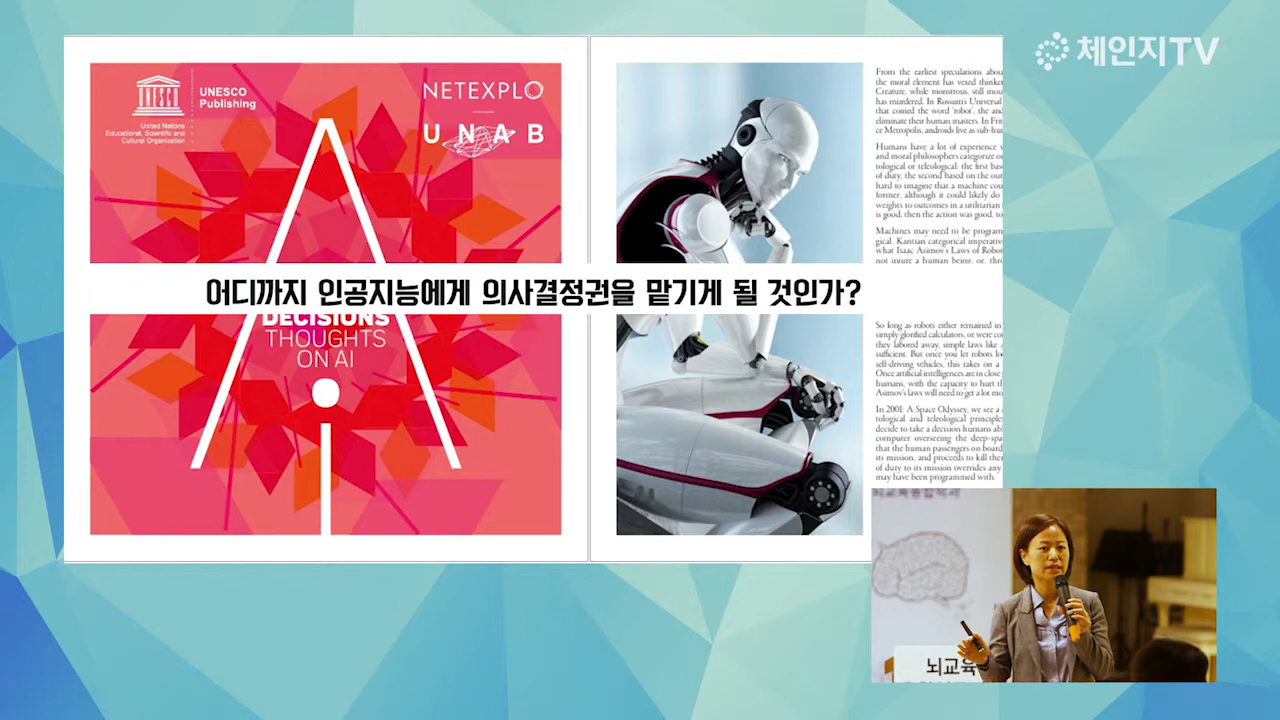 체인지TV
UNESCO
UNESCO
Publishing
United Nations
Educational, Scientific and
Cultural Organization
NETEXPLO
UNAB
어디까지 인공지능에게 의사결정권을 맡기게 될 것인가?
DECISIONS
THOUGHTS
ON AI
From the earliest speculations abou
the moral element has vexed thinker
Creature, while monstrous, still mou
has murdered. In Rossum's Universal
that coined the word 'robot', the and
eliminate their human masters. In Frit
ce Metropolis, androids live as sub-hu
Humans have a lot of experience
and moral philosophers categorize
tological or teleological: the first bas
of duty, the second based on the out
hard to imagine that a machine cou
former, although it could likely do
weights to outcomes in a utilitarian
is good, then the action was good, to
Machines may need to be program
gical, Kantian categorical imperativ
what Isaac Asimov's Laws of Robot
not injure a human being, or, thro
So long as robots either remained in
simply glorified calculators, or were co
they labored away, simple laws like
sufficient. But once you let robots lo
self-driving vehicles, this takes on a
Once artificial intelligences are in close
humans, with the capacity to hurt t
Asimov's laws will need to get a lot mo
In 2001: A Space Odyssey, we see a
tological and teleological principle
decide to take a decision humans ab
computer overseeing the deep-spa
that the human passengers on board
its mission, and proceeds to kill the
of duty to its mission overrides any
may have been programmed with.
뇌교육